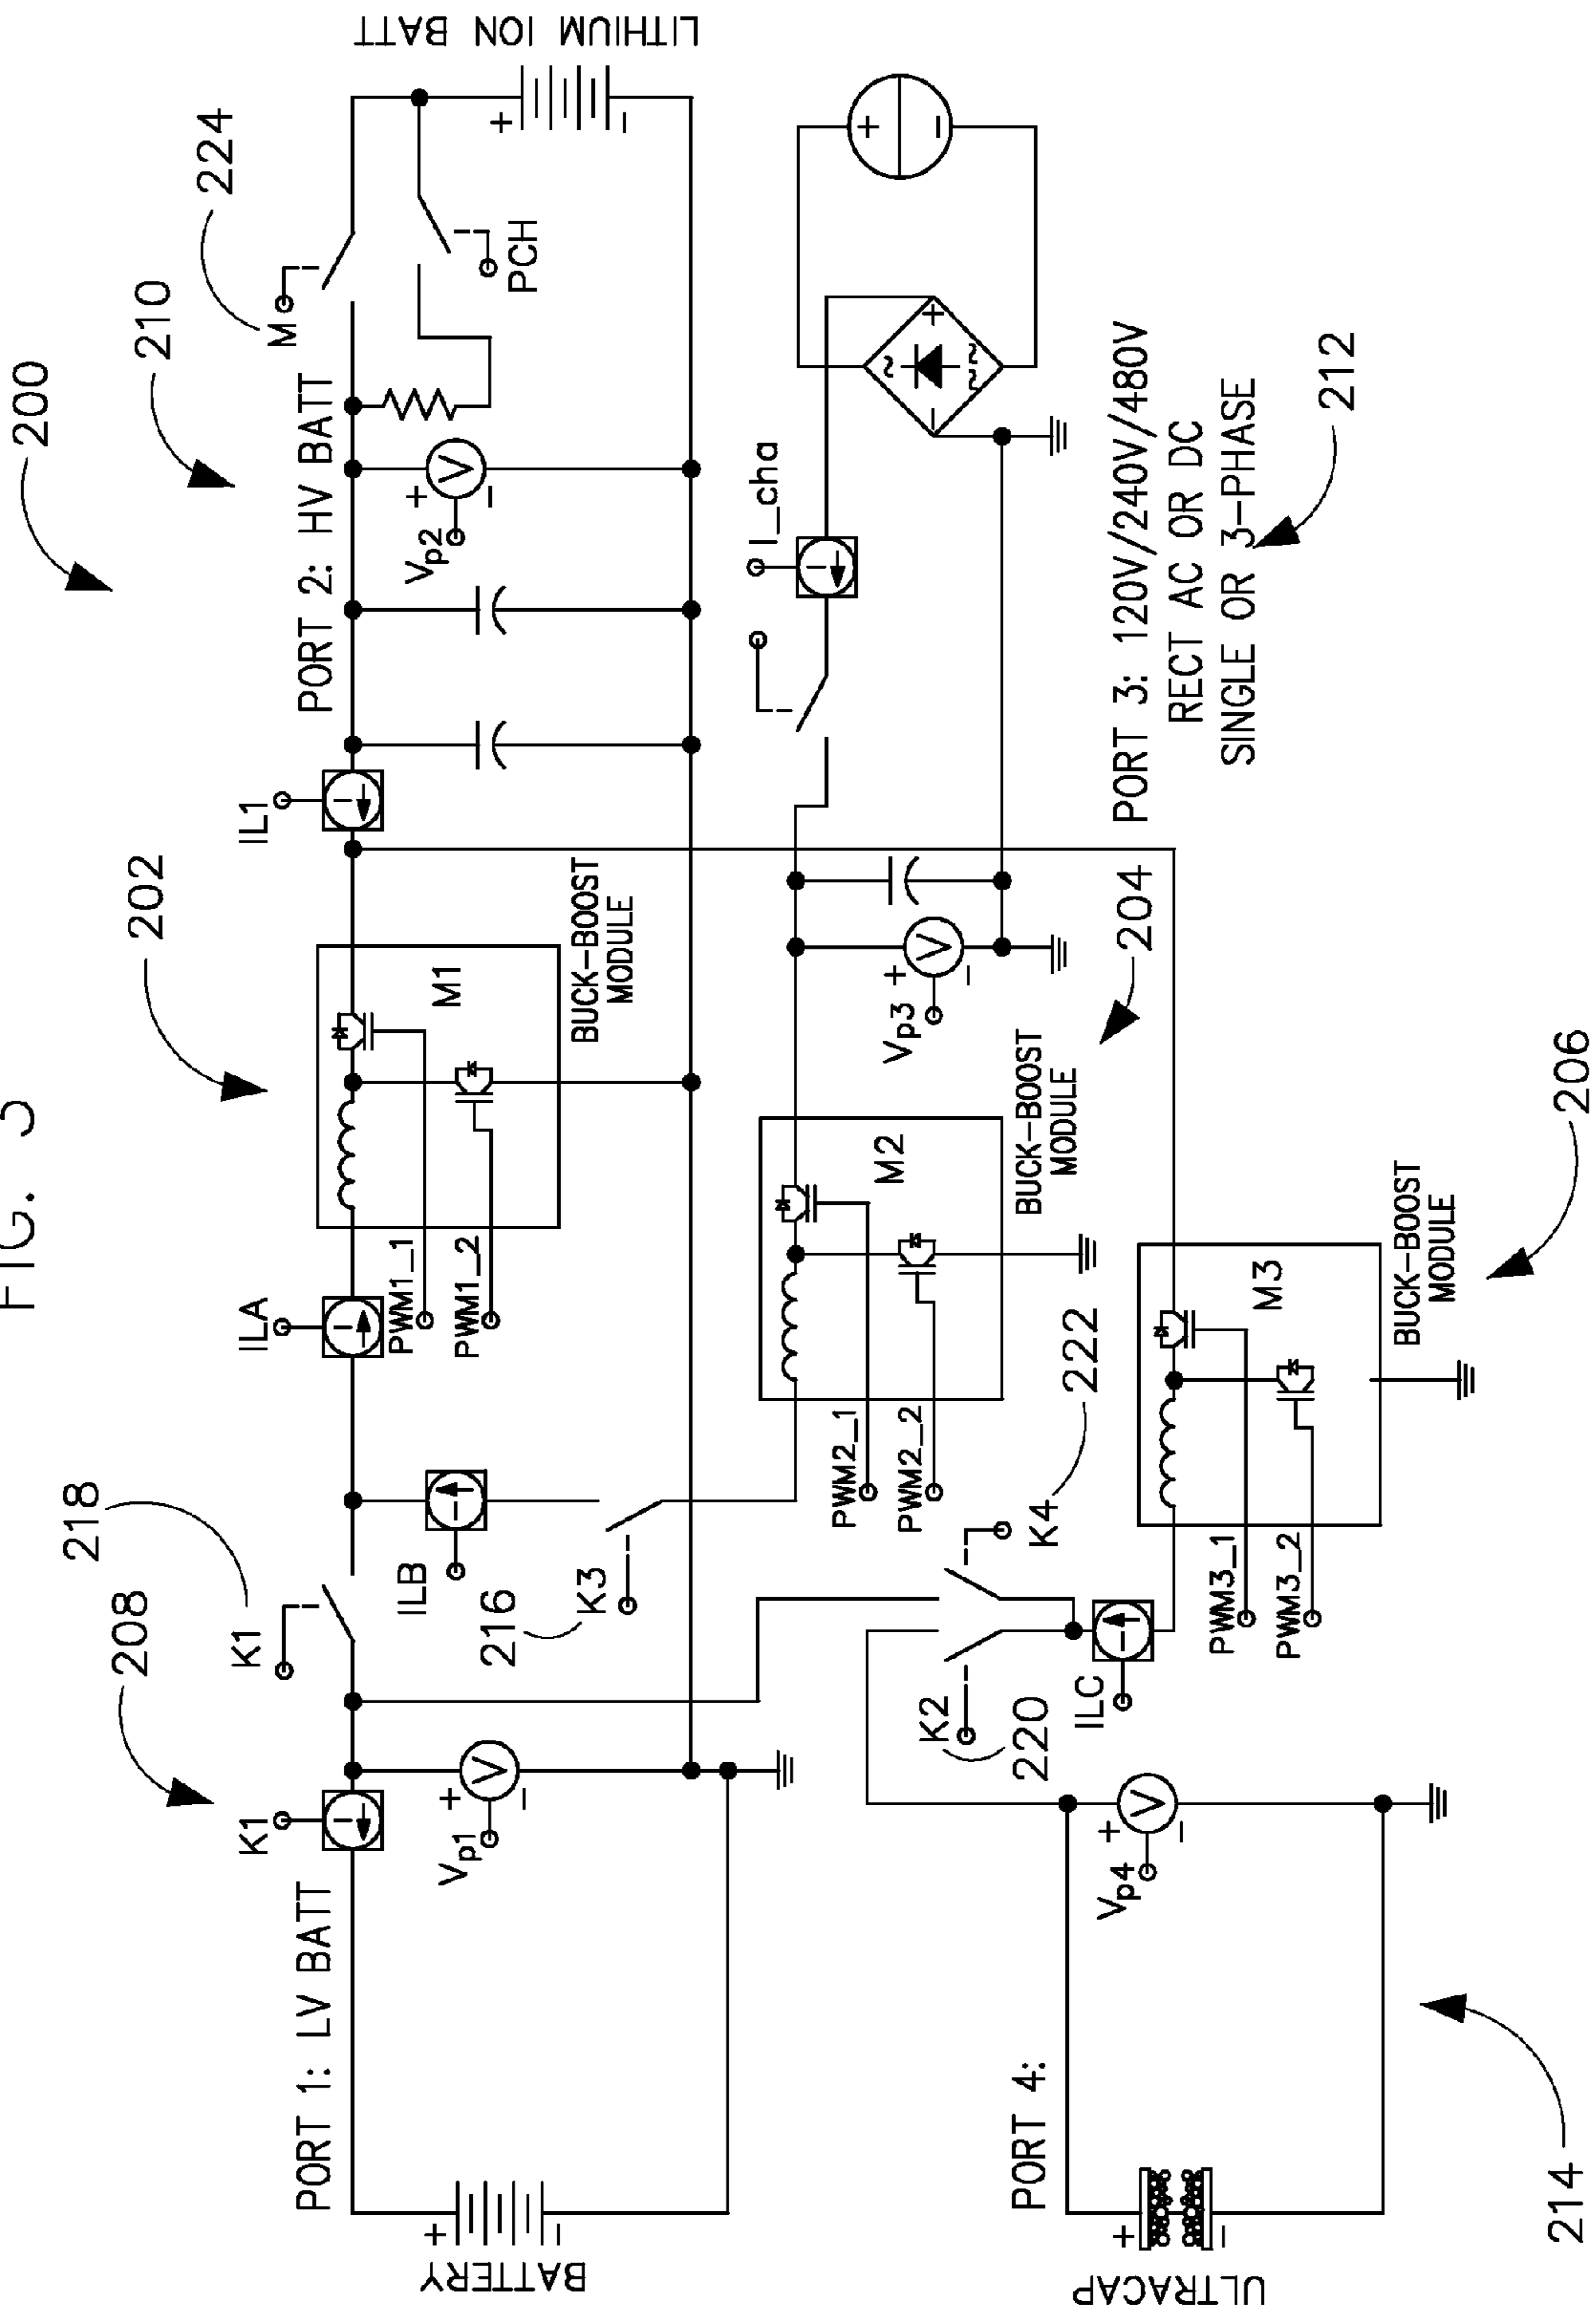 FIG. 3
200
PORT 1: LV BATT
BATTERY
+
−
K1
208
Vp1
+
−
K1
218
ILB
216
K3
ILA
PWM1_1
PWM1_2
202
M1
BUCK-BOOST
MODULE
IL1
PORT 2: HV BATT
210
Vp2
+
−
M
224
PCH
+
−
LITHIUM ION BATT
PWM2_1
PWM2_2
M2
BUCK-BOOST
MODULE
204
Vp3
+
−
I_cha
~
+
−
~~
+
−
PORT 3: 120V/240V/480V
RECT AC OR DC
SINGLE OR 3-PHASE
212
PORT 4:
ULTRACAP
+
−
214
Vp4
+
−
K2
220
K4
222
ILC
PWM3_1
PWM3_2
M3
BUCK-BOOST
MODULE
206